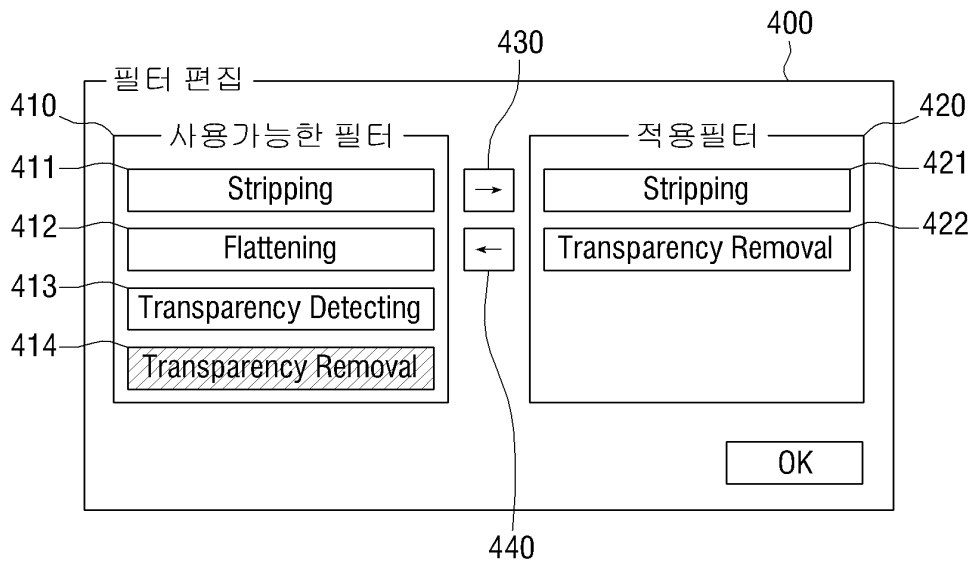 400
430
필터 편집
410
420
사용가능한 필터
적용필터
411
421
Stripping
→
Stripping
412
422
Flattening
←
Transparency Removal
413
Transparency Detecting
414
Transparency Removal
OK
440